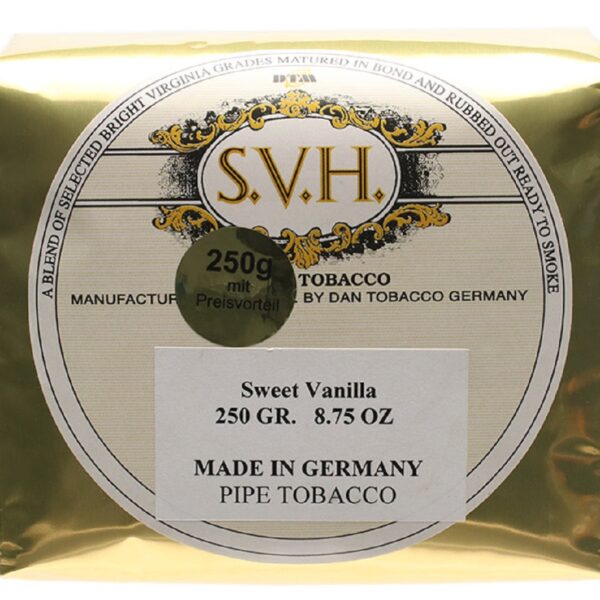 A BLEND OF SELECTED BRIGHT VIRGINIA GRADES MATURED IN BOND AND RUBBED OUT READY TO SMOKE
DTM
S.V.H.
250g
mit
Preisvorteil
TOBACCO
MANUFACTUR
BY DAN TOBACCO GERMANY
Sweet Vanilla
250 GR. 8.75 OZ
MADE IN GERMANY
PIPE TOBACCO